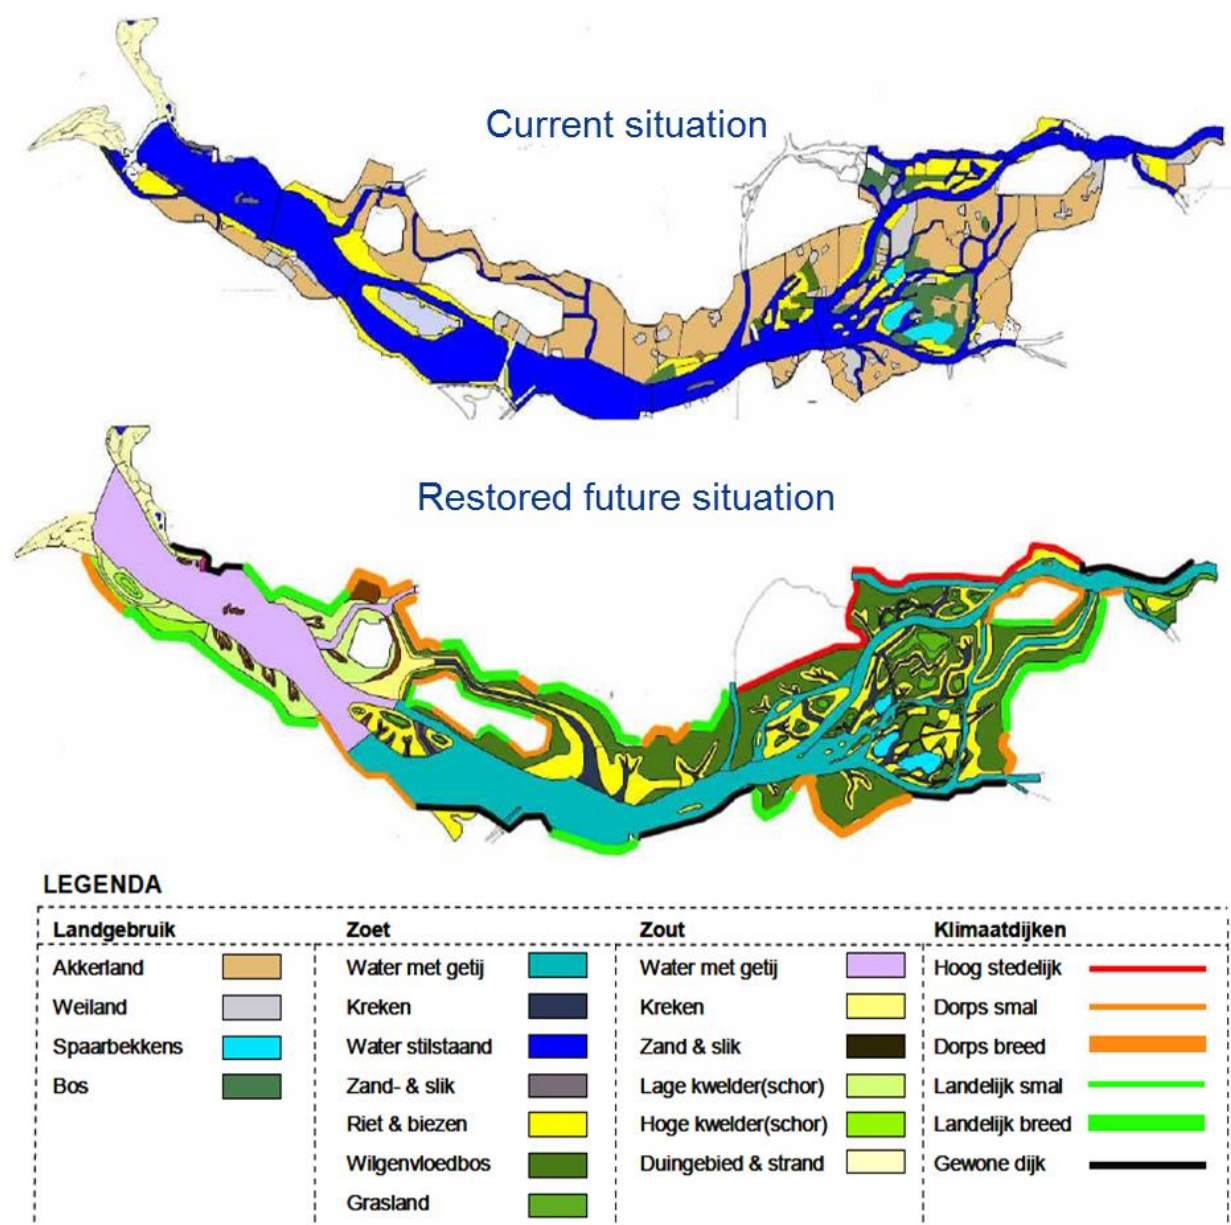 Current situation
Restored future situation
LEGENDA
Landgebruik Zoet Zout Klimaatdijken
Akkerland Water met getij Water met getij Hoog stedelijk
Weiland Kreken Kreken Dorps smal
Spaarbekkens Water stilstaand Zand & slik Dorps breed
Bos Zand- & slik Lage kwelder(schor) Landelijk smal
Riet & biezen Hoge kwelder(schor) Landelijk breed
Wilgenvloedbos Duingebied & strand Gewone dijk
Grasland